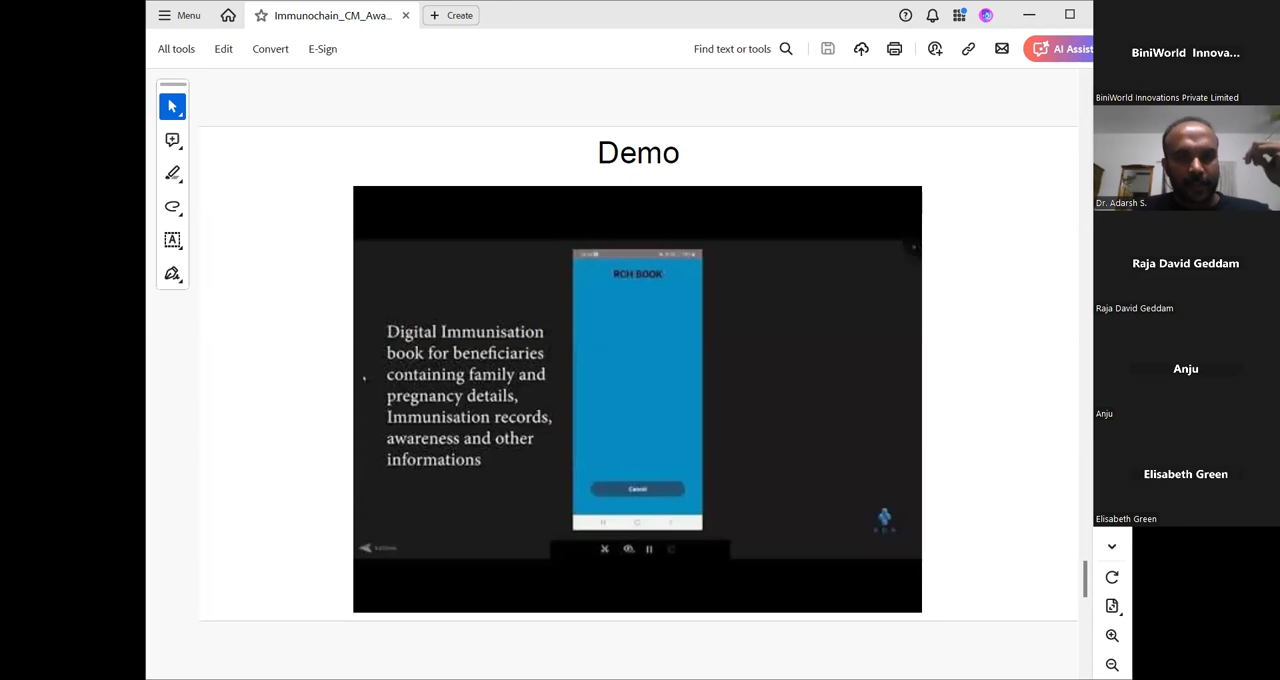 Menu
Immunochain_CM_Awa...
Create
All tools
Edit
Convert
E-Sign
Find text or tools
AI Assist
Demo
RCH BOOK
Digital Immunisation
book for beneficiaries
containing family and
pregnancy details,
Immunisation records,
awareness and other
informations
Cancel
BiniWorld Innova...
BiniWorld Innovations Private Limited
Dr. Adarsh S.
Raja David Geddam
Raja David Geddam
Anju
Anju
Elisabeth Green
Elisabeth Green